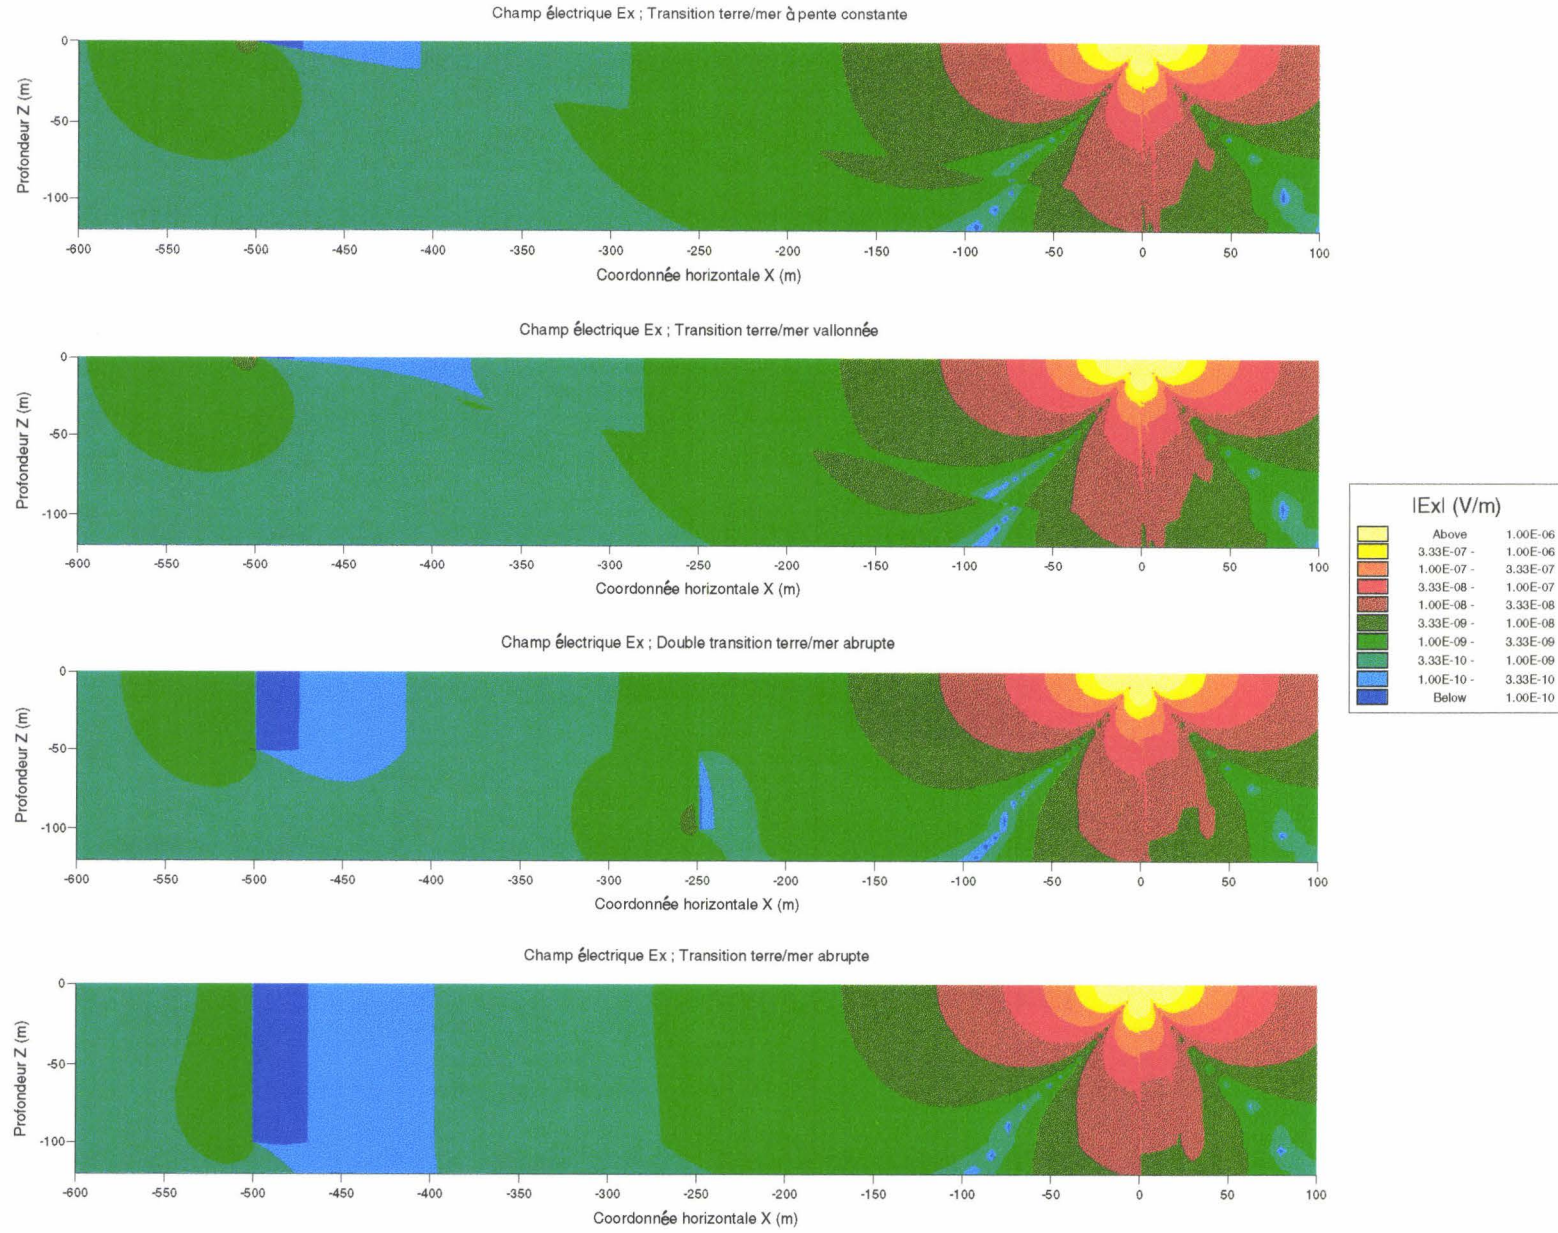 Champ électrique Ex ; Transition terre/mer à pente constante
Profondeur Z (m)
0
-50
-100
-600 -550 -500 -450 -400 -350 -300 -250 -200 -150 -100 -50 0 50 100
Coordonnée horizontale X (m)
Champ électrique Ex ; Transition terre/mer vallonnée
Profondeur Z (m)
0
-50
-100
-600 -550 -500 -450 -400 -350 -300 -250 -200 -150 -100 -50 0 50 100
Coordonnée horizontale X (m)
|Ex| (V/m)
Above 1.00E-06
3.33E-07 - 1.00E-06
1.00E-07 - 3.33E-07
3.33E-08 - 1.00E-07
1.00E-08 - 3.33E-08
3.33E-09 - 1.00E-08
1.00E-09 - 3.33E-09
3.33E-10 - 1.00E-09
1.00E-10 - 3.33E-10
Below 1.00E-10
Champ électrique Ex ; Double transition terre/mer abrupte
Profondeur Z (m)
0
-50
-100
-600 -550 -500 -450 -400 -350 -300 -250 -200 -150 -100 -50 0 50 100
Coordonnée horizontale X (m)
Champ électrique Ex ; Transition terre/mer abrupte
Profondeur Z (m)
0
-50
-100
-600 -550 -500 -450 -400 -350 -300 -250 -200 -150 -100 -50 0 50 100
Coordonnée horizontale X (m)